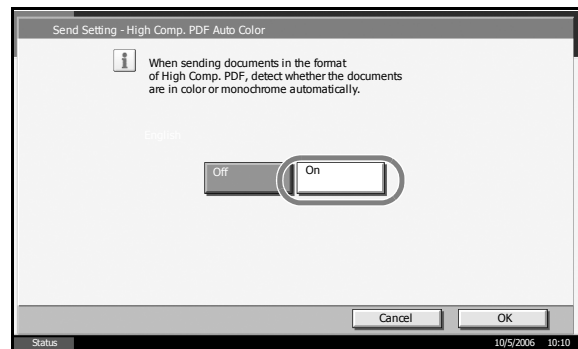 Send Setting - High Comp. PDF Auto Color
When sending documents in the format
of High Comp. PDF, detect whether the documents
are in color or monochrome automatically.
English
Off
On
Cancel
OK
Status
10/5/2006 10:10